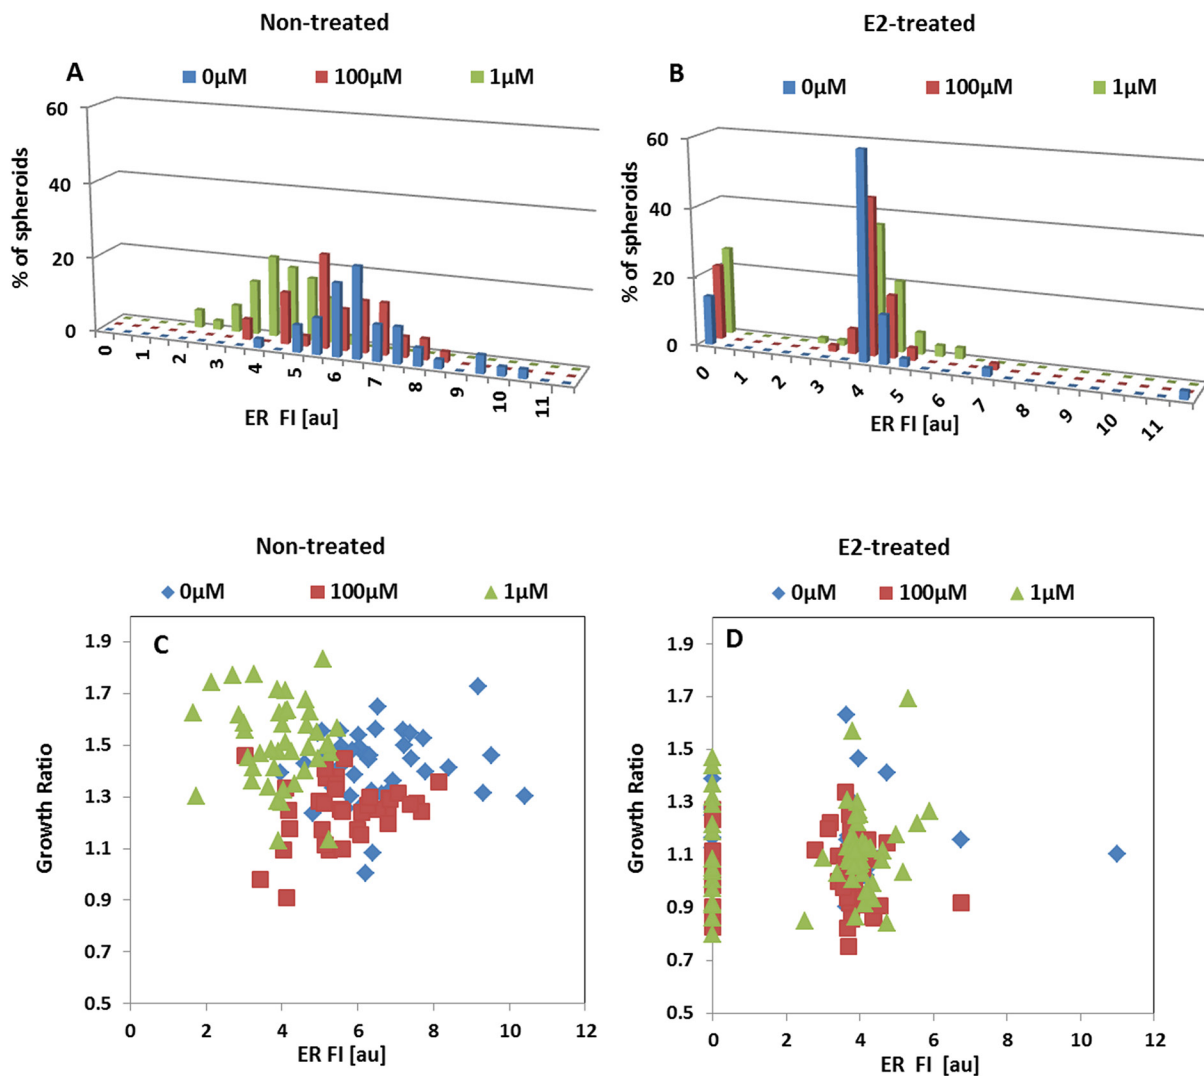 Non-treated
E2-treated
A
0µM 100µM 1µM
B
0µM 100µM 1µM
60
40
20
0
% of spheroids
0 1 2 3 4 5 6 7 8 9 10 11
ER FI [au]
60
40
20
0
% of spheroids
0 1 2 3 4 5 6 7 8 9 10 11
ER FI [au]
Non-treated
0µM 100µM 1µM
C
1.9
1.7
1.5
1.3
1.1
0.9
0.7
0.5
Growth Ratio
0 2 4 6 8 10 12
ER FI [au]
E2-treated
0µM 100µM 1µM
D
1.9
1.7
1.5
1.3
1.1
0.9
0.7
0.5
Growth Ratio
0 2 4 6 8 10 12
ER FI [au]